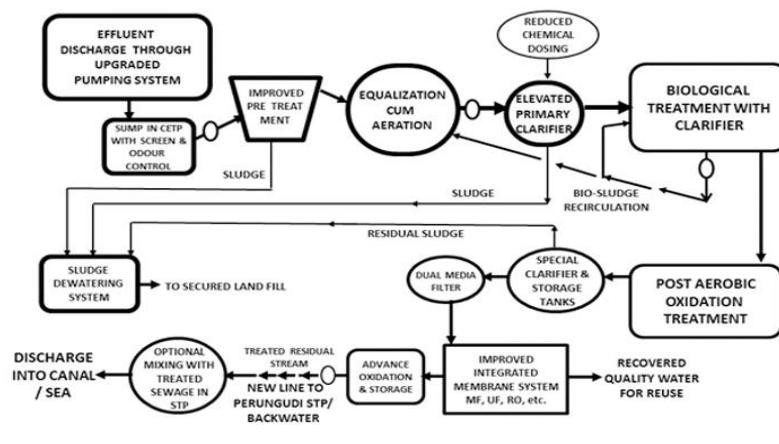 EFFLUENT
DISCHARGE THROUGH
UPGRADED
PUMPING SYSTEM
REDUCED
CHEMICAL
DOSING
SUMP IN CETP
WITH SCREEN &
ODOUR
CONTROL
IMPROVED
PRE TREAT
MENT
EQUALIZATION
CUM
AERATION
ELEVATED
PRIMARY
CLARIFIER
BIOLOGICAL
TREATMENT WITH
CLARIFIER
SLUDGE
SLUDGE
BIO-SLUDGE
RECIRCULATION
RESIDUAL SLUDGE
SLUDGE
DEWATERING
SYSTEM
TO SECURED LAND FILL
DUAL MEDIA
FILTER
SPECIAL
CLARIFIER &
STORAGE
TANKS
POST AEROBIC
OXIDATION
TREATMENT
DISCHARGE
INTO CANAL
/ SEA
OPTIONAL
MIXING WITH
TREATED
SEWAGE IN
STP
TREATED RESIDUAL
STREAM
NEW LINE TO
PERUNGUDI STP/
BACKWATER
ADVANCE
OXIDATION
& STORAGE
IMPROVED
INTEGRATED
MEMBRANE SYSTEM
MF, UF, RO, etc.
RECOVERED
QUALITY WATER
FOR REUSE